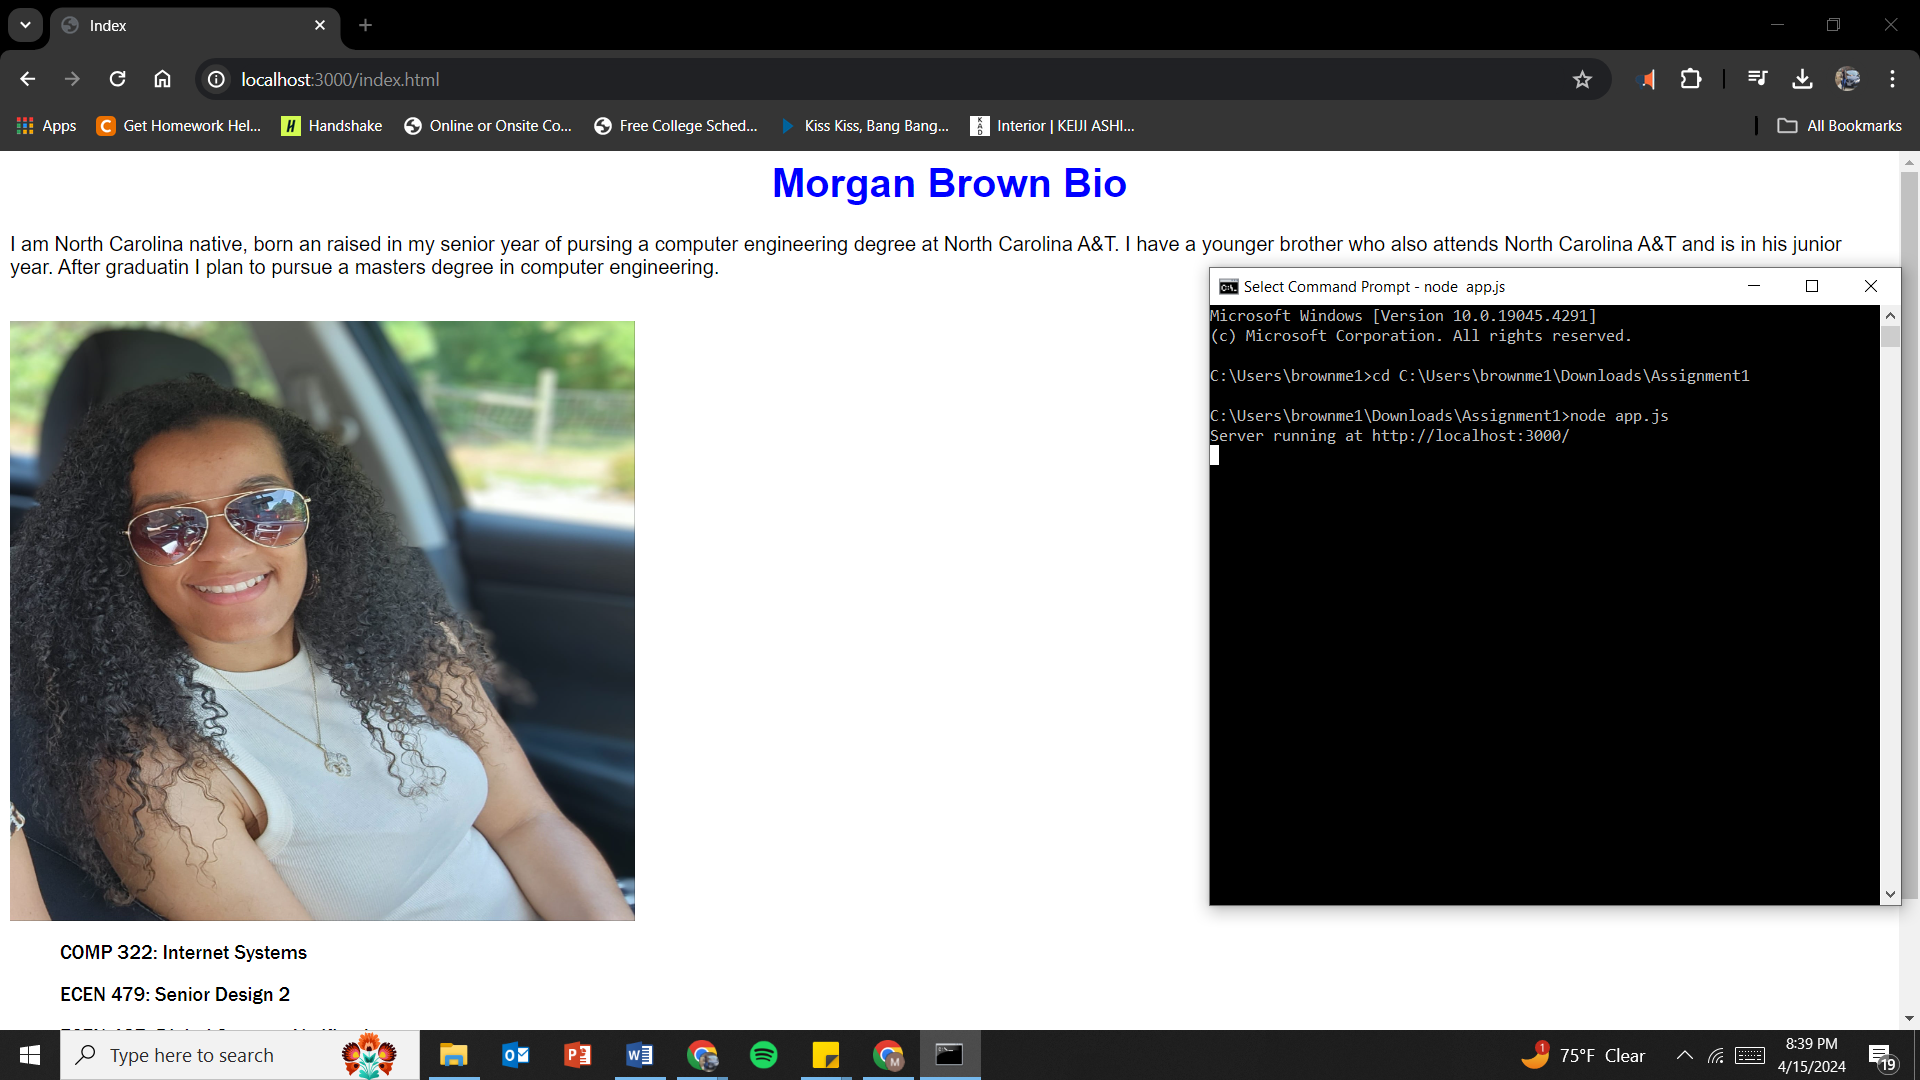 Index
localhost:3000/index.html
Apps
Get Homework Hel...
Handshake
Online or Onsite Co...
Free College Sched...
Kiss Kiss, Bang Bang...
Interior | KEIJI ASHI...
All Bookmarks
Morgan Brown Bio
I am North Carolina native, born an raised in my senior year of pursing a computer engineering degree at North Carolina A&T. I have a younger brother who also attends North Carolina A&T and is in his junior
year. After graduatin I plan to pursue a masters degree in computer engineering.
Select Command Prompt - node  app.js
Microsoft Windows [Version 10.0.19045.4291]
(c) Microsoft Corporation. All rights reserved.
C:\Users\brownme1>cd C:\Users\brownme1\Downloads\Assignment1
C:\Users\brownme1\Downloads\Assignment1>node app.js
Server running at http://localhost:3000/
COMP 322: Internet Systems
ECEN 479: Senior Design 2
Type here to search
75°F Clear
8:39 PM
4/15/2024
19